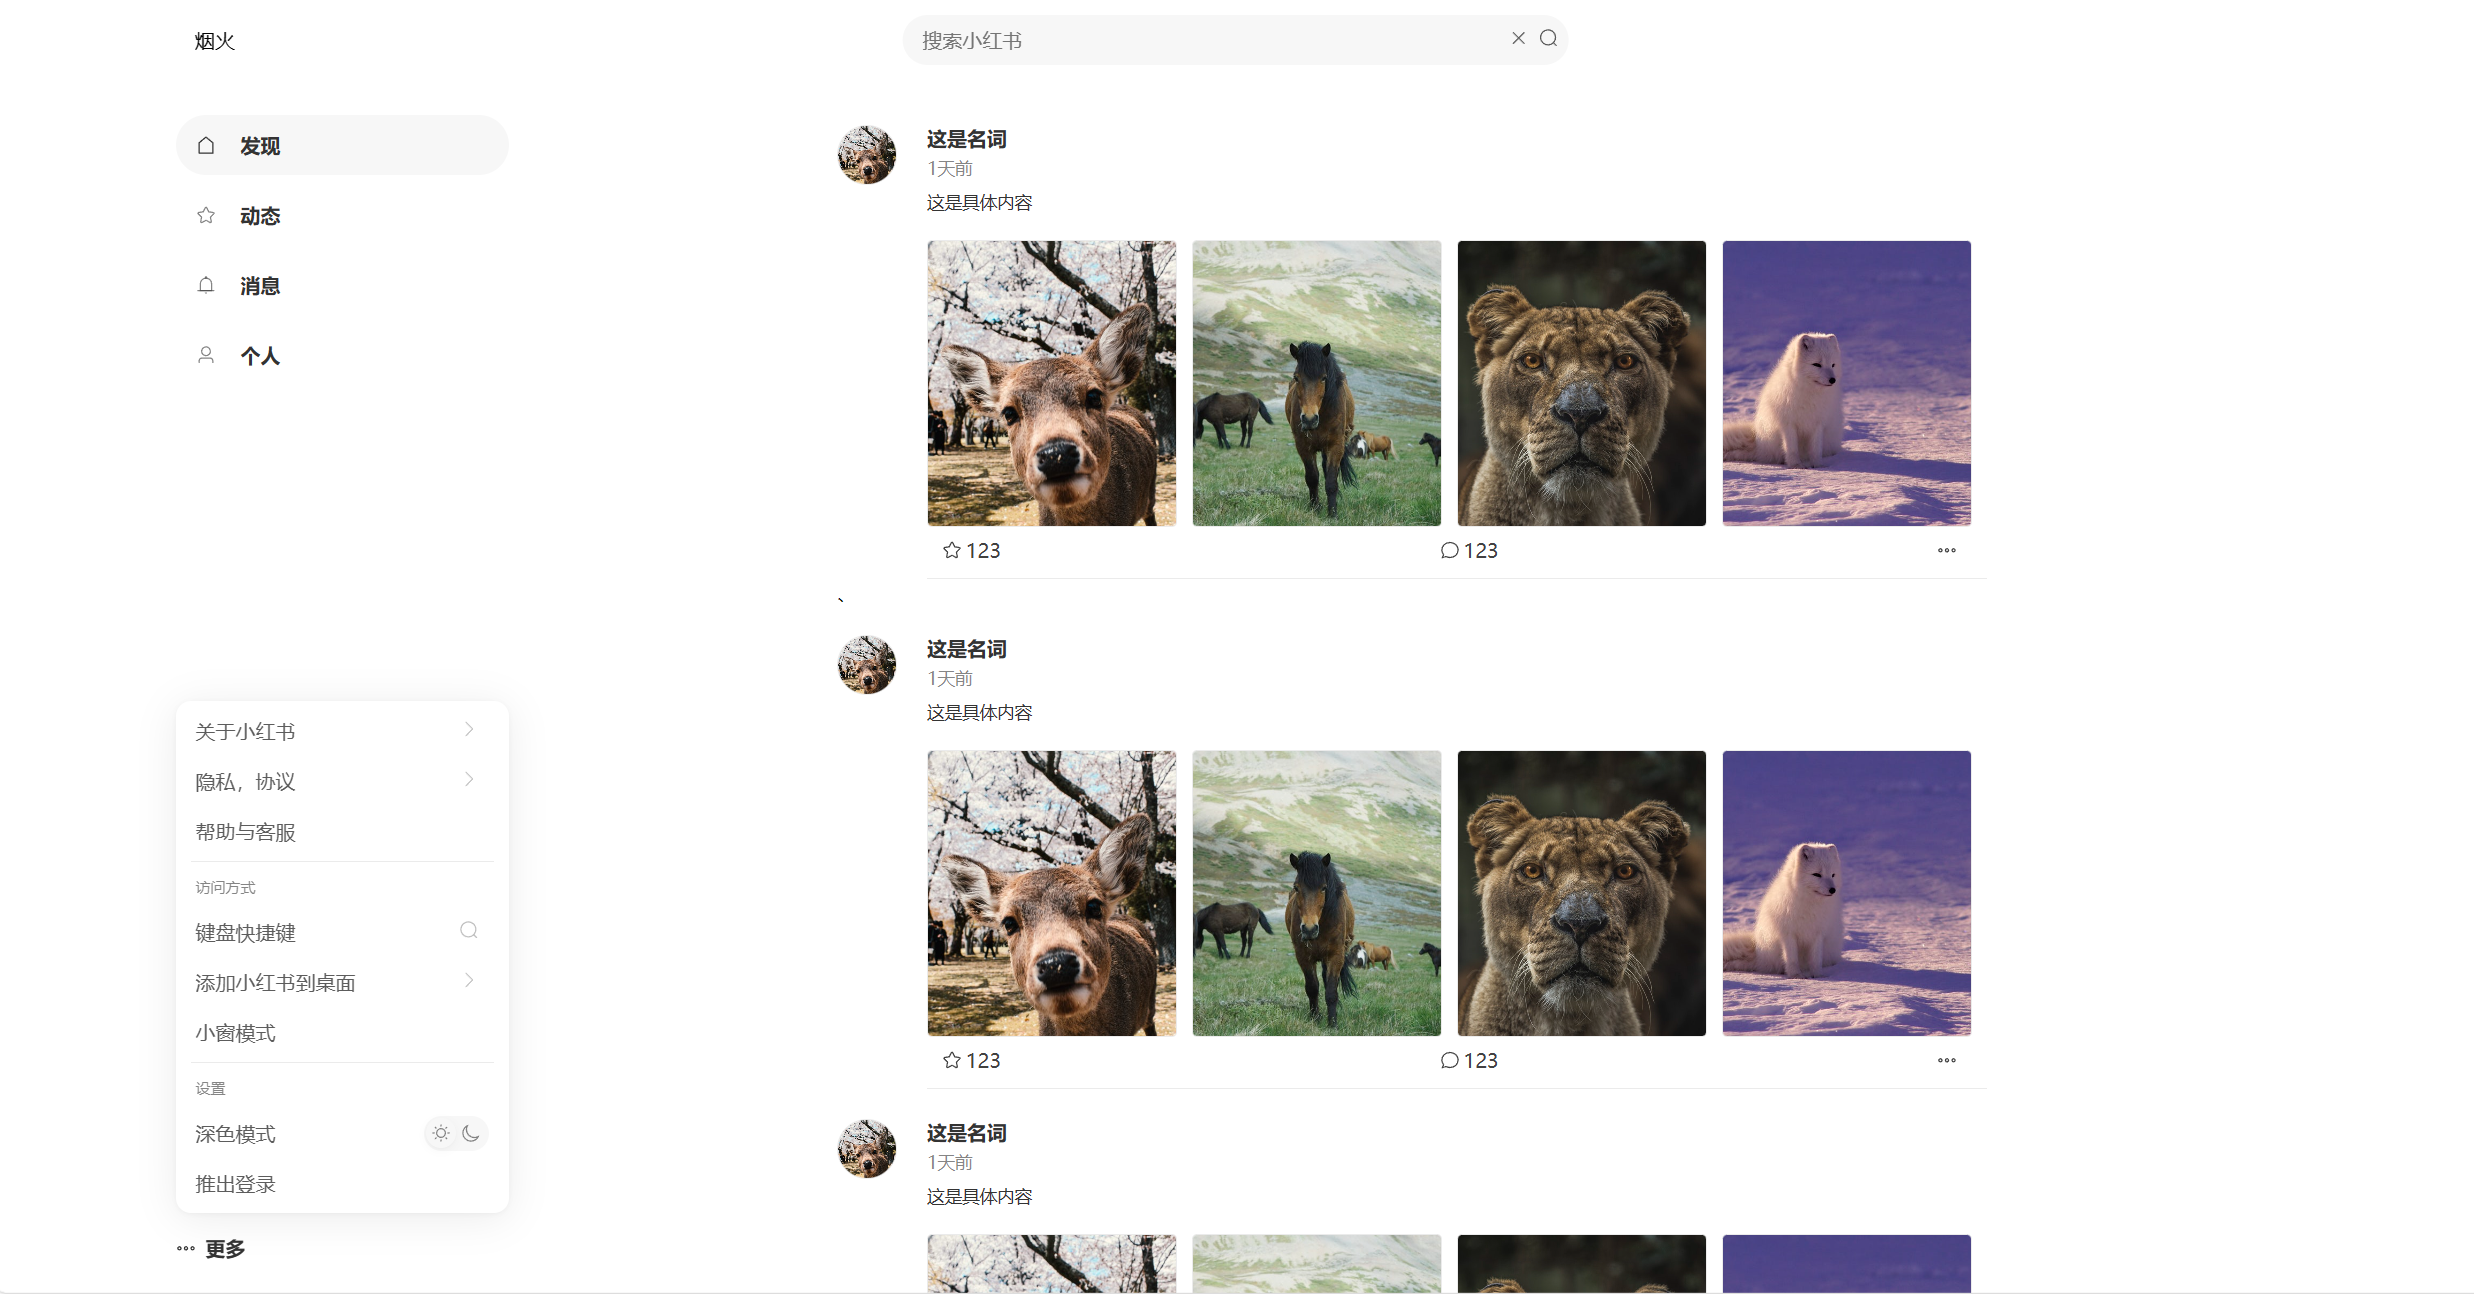 烟火
搜索小红书
发现
动态
消息
个人
这是名词
1天前
这是具体内容
123
123
、
这是名词
1天前
这是具体内容
123
123
这是名词
1天前
这是具体内容
关于小红书
隐私，协议
帮助与客服
访问方式
键盘快捷键
添加小红书到桌面
小窗模式
设置
深色模式
推出登录
更多